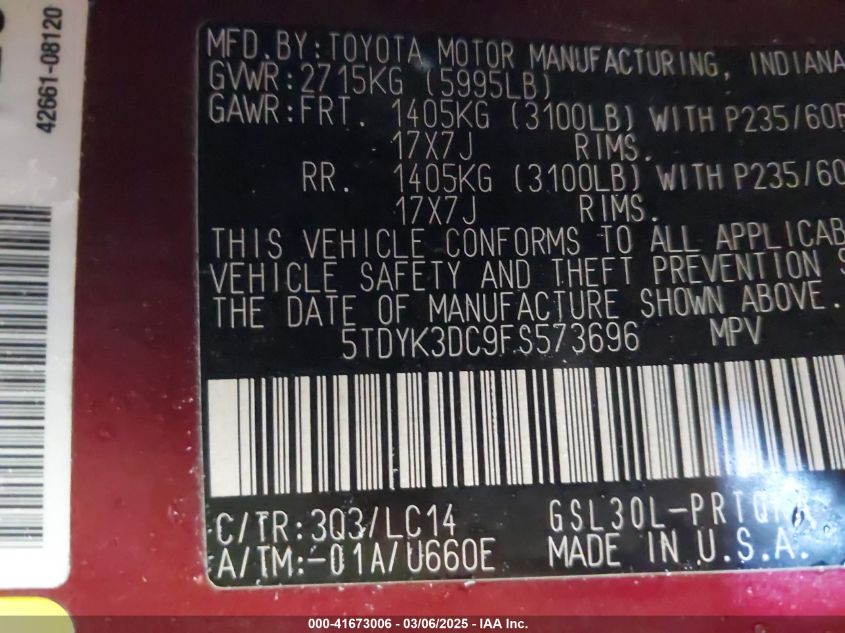 42661-08120
MFD.BY:TOYOTA MOTOR MANUFACTURING, INDIANA
GVWR:2715KG (5995LB)
GAWR:FRT. 1405KG (3100LB) WITH P235/60R
17X7J RIMS.
RR. 1405KG (3100LB) WITH P235/60
17X7J RIMS.
THIS VEHICLE CONFORMS TO ALL APPLICAB
VEHICLE SAFETY AND THEFT PREVENTION S
THE DATE OF MANUFACTURE SHOWN ABOVE.
5TDYK3DC9FS573696 MPV
C/TR:3Q3/LC14 GSL30L-PRTQKA
A/TM:-01A/U660E MADE IN U.S.A.
000-41673006 - 03/06/2025 - IAA Inc.